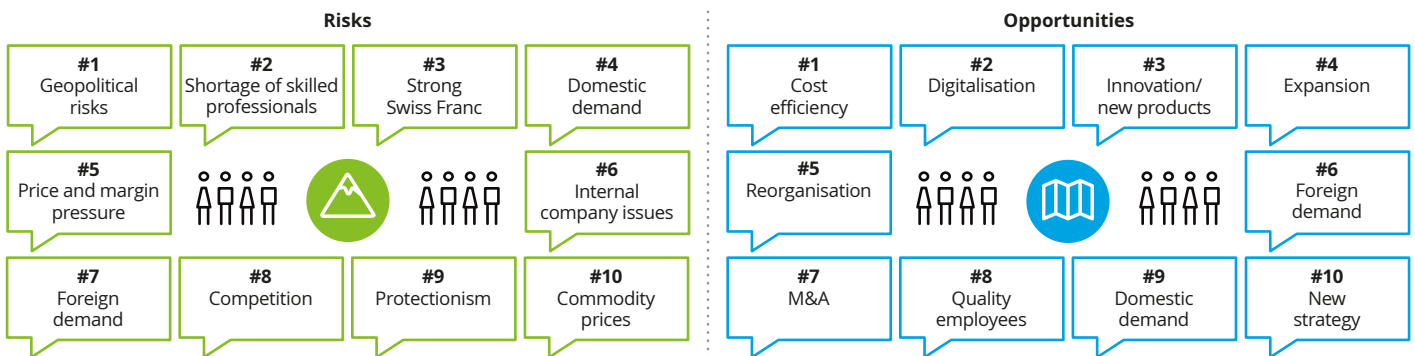 Risks
#1
Geopolitical
risks
#2
Shortage of skilled
professionals
#3
Strong
Swiss Franc
#4
Domestic
demand
#5
Price and margin
pressure
#6
Internal
company issues
#7
Foreign
demand
#8
Competition
#9
Protectionism
#10
Commodity
prices
Opportunities
#1
Cost
efficiency
#2
Digitalisation
#3
Innovation/
new products
#4
Expansion
#5
Reorganisation
#6
Foreign
demand
#7
M&A
#8
Quality
employees
#9
Domestic
demand
#10
New
strategy